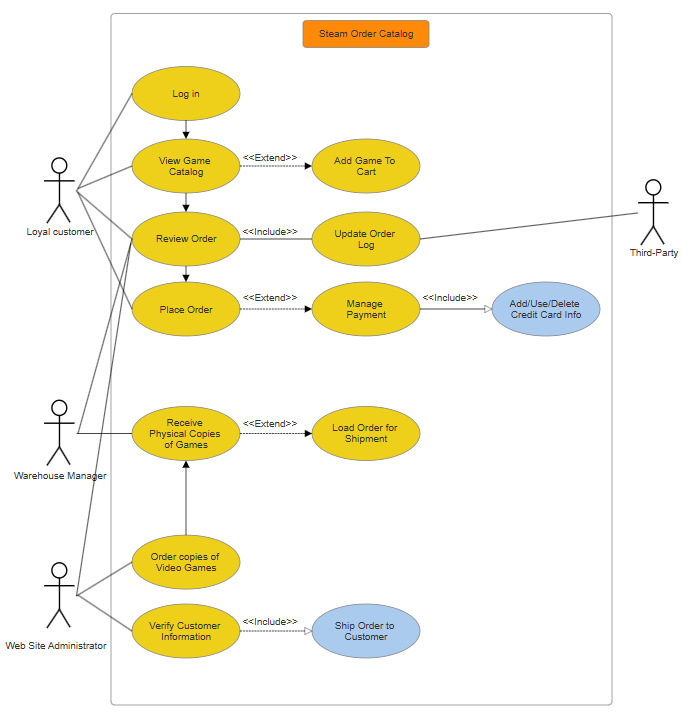 Steam Order Catalog
Log in
View Game
Catalog
<<Extend>>
Add Game To
Cart
Loyal customer
Review Order
<<Include>>
Update Order
Log
Third-Party
Place Order
<<Extend>>
Manage
Payment
<<Include>>
Add/Use/Delete
Credit Card Info
Receive
Physical Copies
of Games
<<Extend>>
Load Order for
Shipment
Warehouse Manager
Order copies of
Video Games
Verify Customer
Information
<<Include>>
Ship Order to
Customer
Web Site Administrator